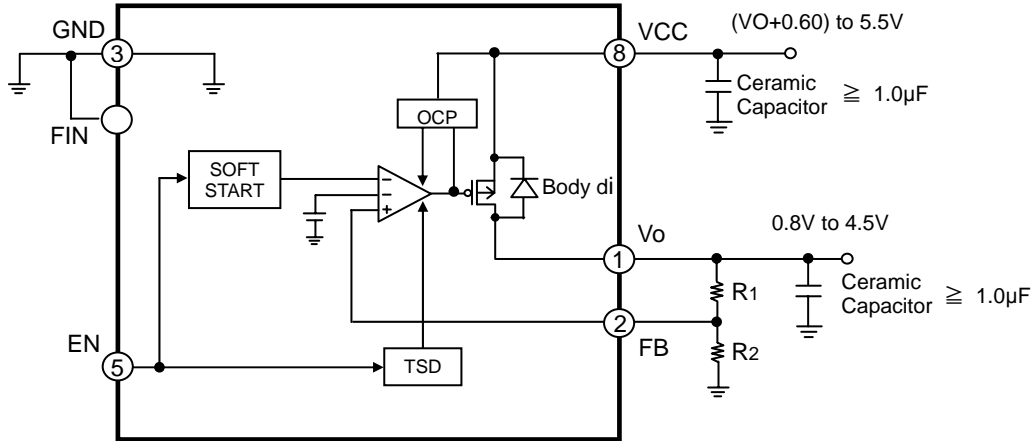 GND
3
FIN
SOFT
START
EN
5
OCP
TSD
−
−
+
Body di
VCC
8
(VO+0.60) to 5.5V
Ceramic
Capacitor ≧ 1.0µF
Vo
1
0.8V to 4.5V
Ceramic
Capacitor ≧ 1.0µF
R1
2
FB
R2